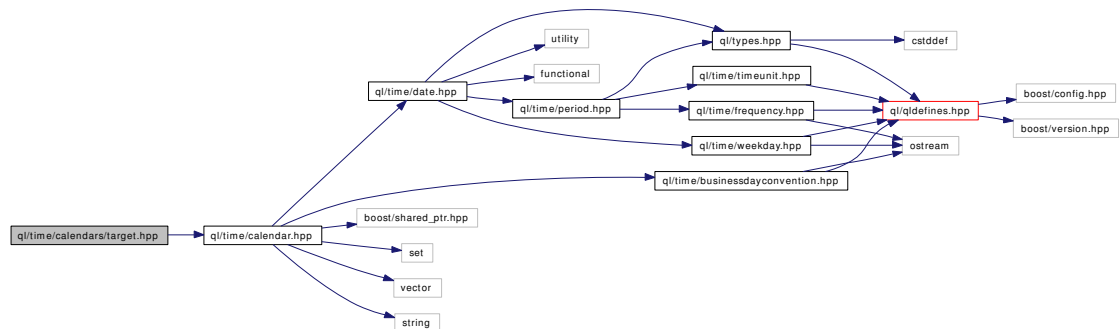 ql/types.hpp
cstddef
utility
functional
ql/time/timeunit.hpp
ql/time/date.hpp
boost/config.hpp
ql/time/period.hpp
ql/time/frequency.hpp
ql/qldefines.hpp
boost/version.hpp
ql/time/weekday.hpp
ostream
ql/time/businessdayconvention.hpp
boost/shared_ptr.hpp
ql/time/calendars/target.hpp
ql/time/calendar.hpp
set
vector
string